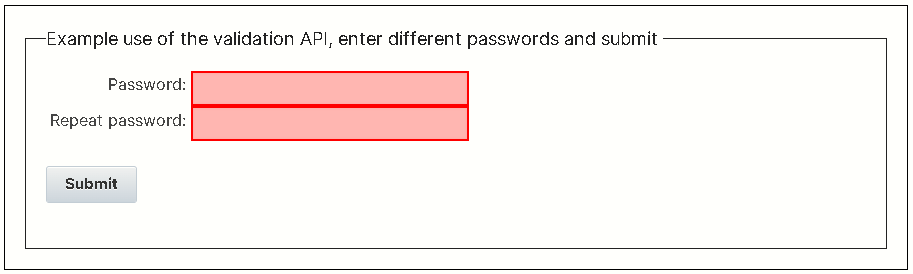 Example use of the validation API, enter different passwords and submit
Password:
Repeat password:
Submit